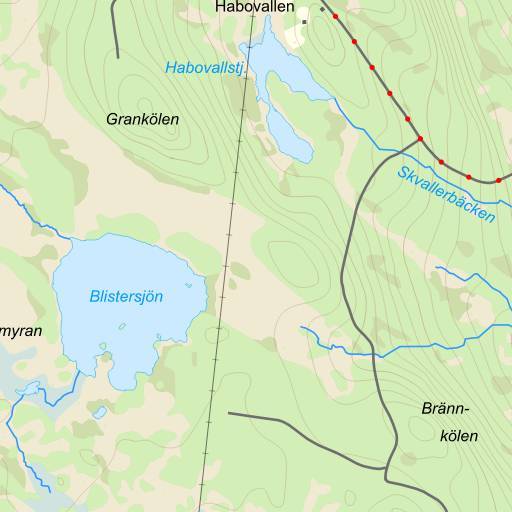 Habovallen
Habovallstj
Grankölen
Skvallerbäcken
Blistersjön
myran
Bränn-
kölen